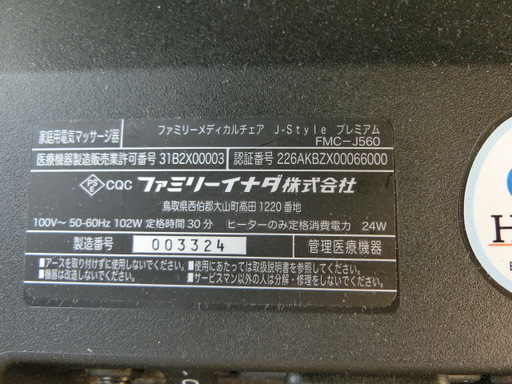 家庭用電気マッサージ器 ファミリーメディカルチェア J-Style プレミアム
FMC-J560
医療機器製造販売業許可番号 31B2X00003 認証番号 226AKBZX00066000
PS CQC ファミリーイナダ株式会社
鳥取県西伯郡大山町高田 1220 番地
100V~ 50-60Hz 102W 定格時間 30 分 ヒーターのみ定格消費電力 24W
製造番号 003324 管理医療機器
■アースを取り付けずに使用しないでください。 ■使用にあたっては取扱説明書を参照してください。
■機器は改造しないでください。 ■サービスマン以外の人は分解・修理をしないでください。